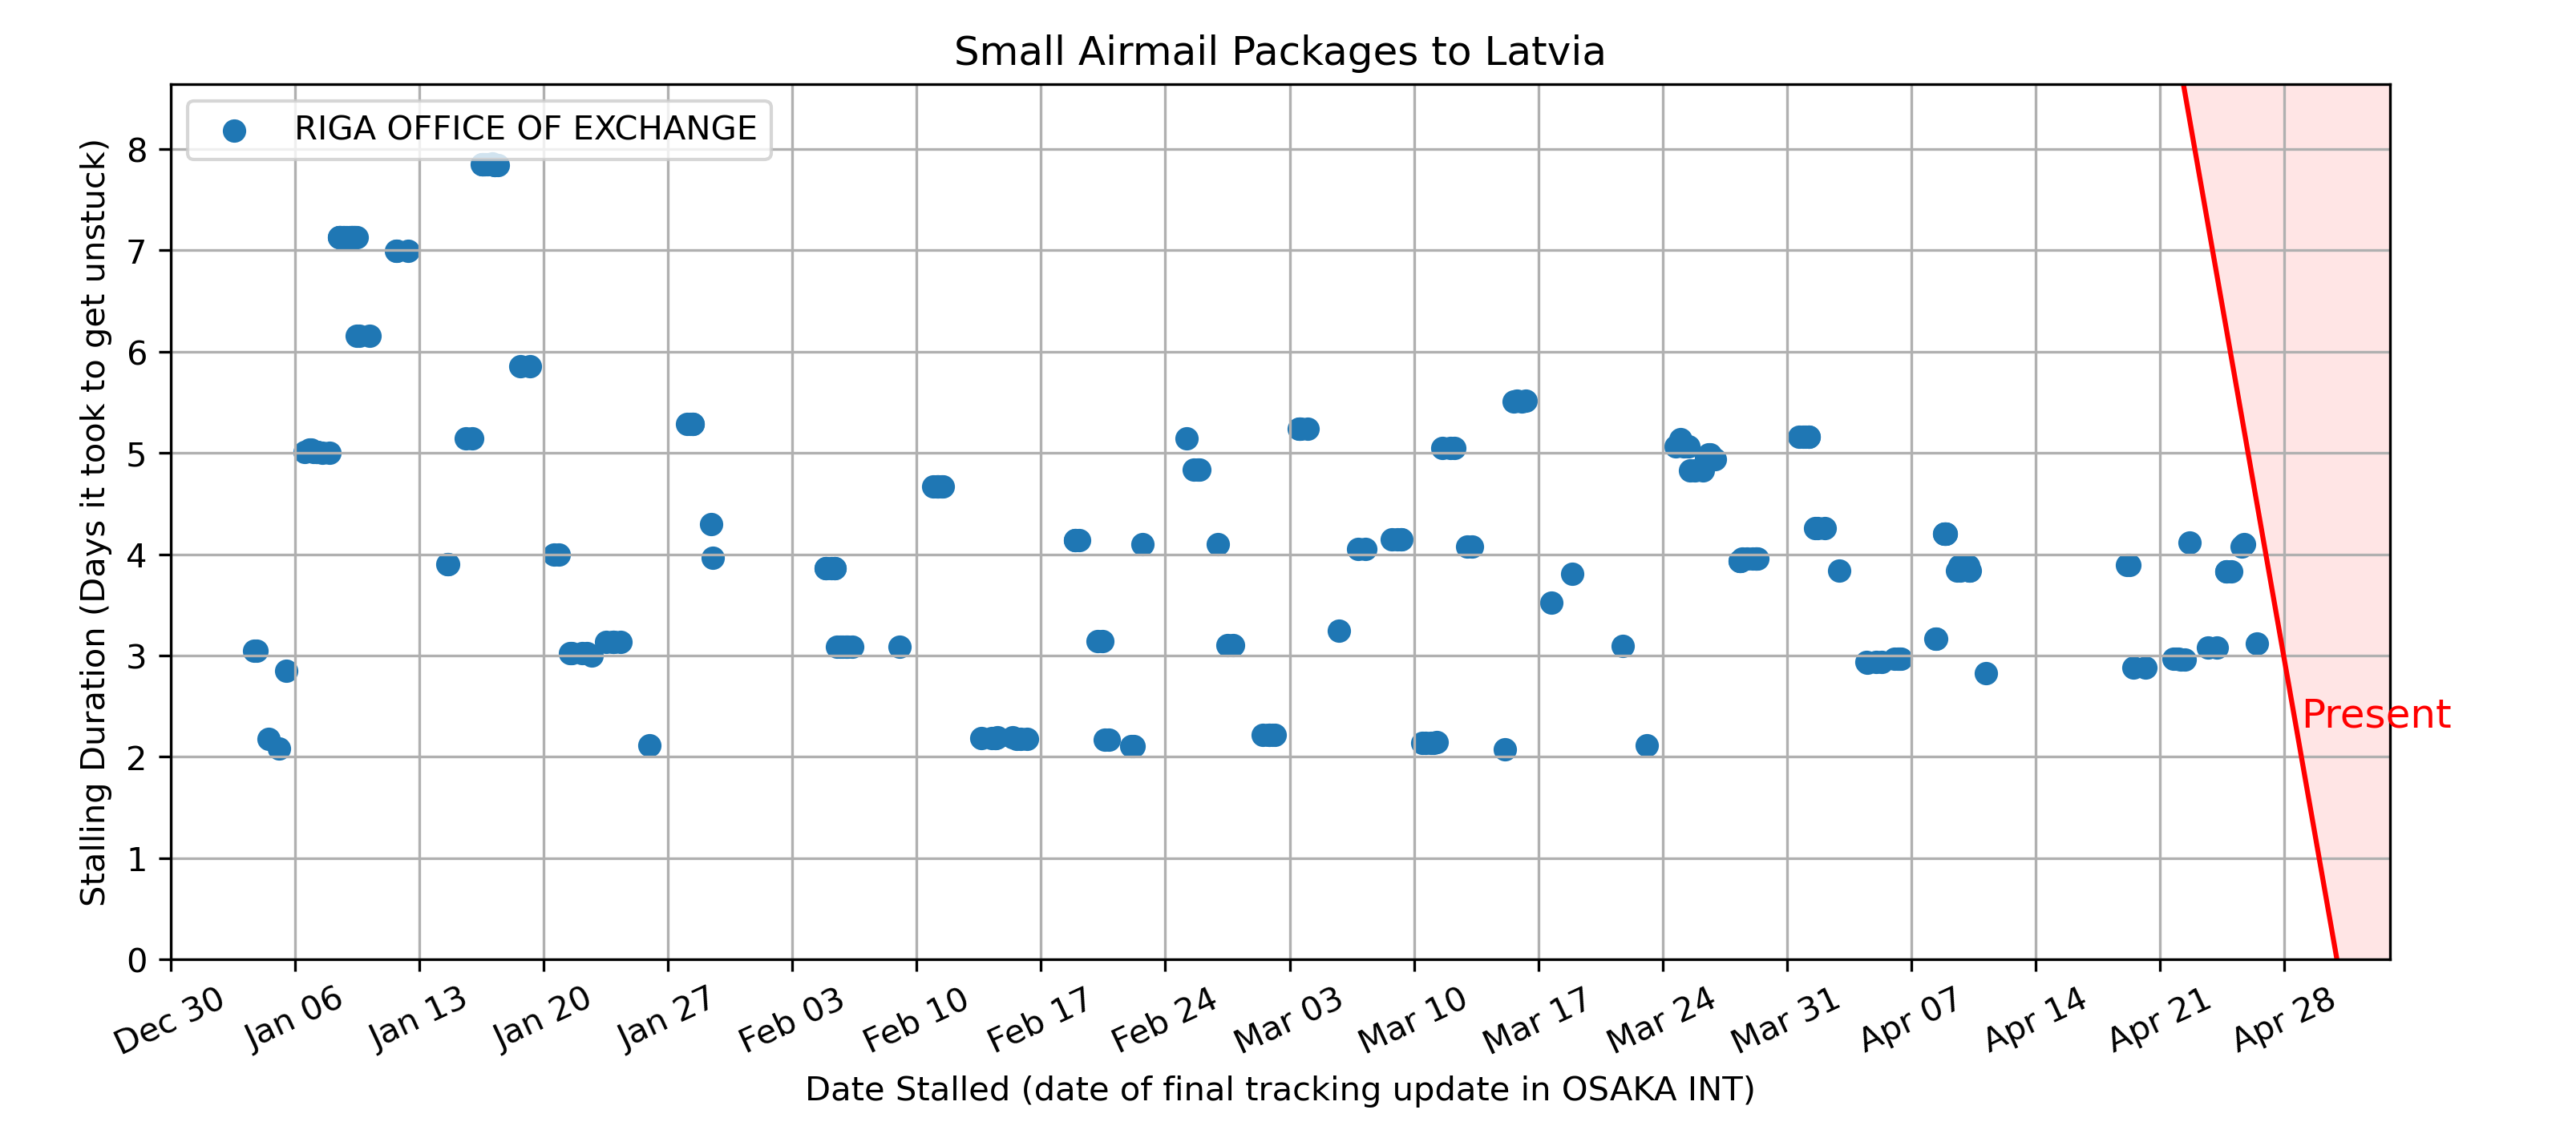 Small Airmail Packages to Latvia
RIGA OFFICE OF EXCHANGE
Stalling Duration (Days it took to get unstuck)
8
7
6
5
4
3
2
1
0
Present
Dec 30
Jan 06
Jan 13
Jan 20
Jan 27
Feb 03
Feb 10
Feb 17
Feb 24
Mar 03
Mar 10
Mar 17
Mar 24
Mar 31
Apr 07
Apr 14
Apr 21
Apr 28
Date Stalled (date of final tracking update in OSAKA INT)